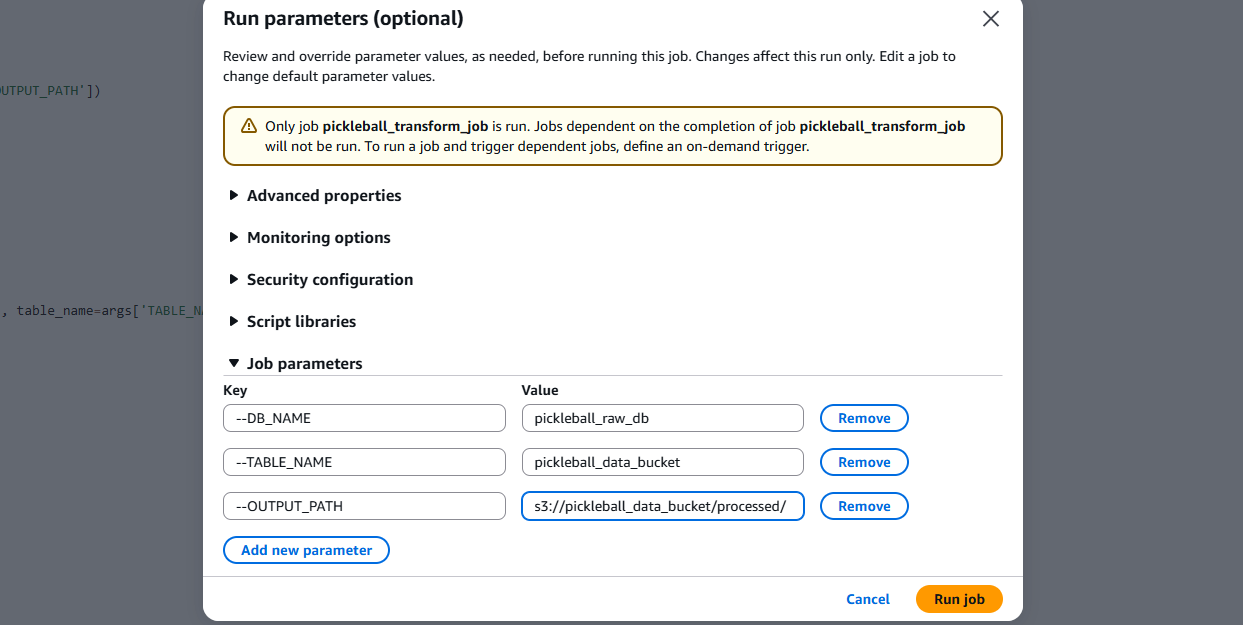 Run parameters (optional)
Review and override parameter values, as needed, before running this job. Changes affect this run only. Edit a job to
change default parameter values.
OUTPUT_PATH'])
Only job pickleball_transform_job is run. Jobs dependent on the completion of job pickleball_transform_job
will not be run. To run a job and trigger dependent jobs, define an on-demand trigger.
Advanced properties
Monitoring options
Security configuration
, table_name=args['TABLE_NA
Script libraries
Job parameters
Key Value
--DB_NAME pickleball_raw_db Remove
--TABLE_NAME pickleball_data_bucket Remove
--OUTPUT_PATH s3://pickleball_data_bucket/processed/ Remove
Add new parameter
Cancel Run job